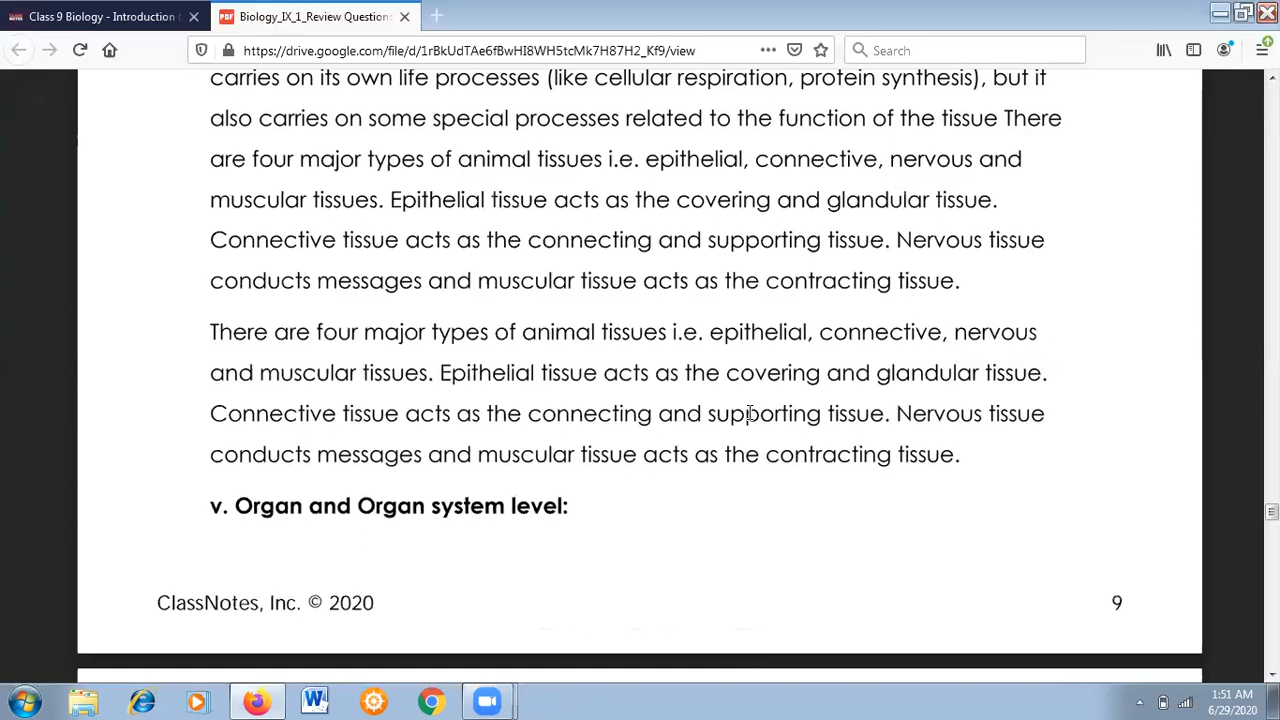 Class 9 Biology - Introduction t
Biology_IX_1_Review Questions
https://drive.google.com/file/d/1rBkUdTAe6fBwHI8WH5tcMk7H87H2_Kf9/view
Search
carries on its own life processes (like cellular respiration, protein synthesis), but it
also carries on some special processes related to the function of the tissue There
are four major types of animal tissues i.e. epithelial, connective, nervous and
muscular tissues. Epithelial tissue acts as the covering and glandular tissue.
Connective tissue acts as the connecting and supporting tissue. Nervous tissue
conducts messages and muscular tissue acts as the contracting tissue.
There are four major types of animal tissues i.e. epithelial, connective, nervous
and muscular tissues. Epithelial tissue acts as the covering and glandular tissue.
Connective tissue acts as the connecting and supporting tissue. Nervous tissue
conducts messages and muscular tissue acts as the contracting tissue.
v. Organ and Organ system level:
ClassNotes, Inc. © 2020 9
1:51 AM
6/29/2020